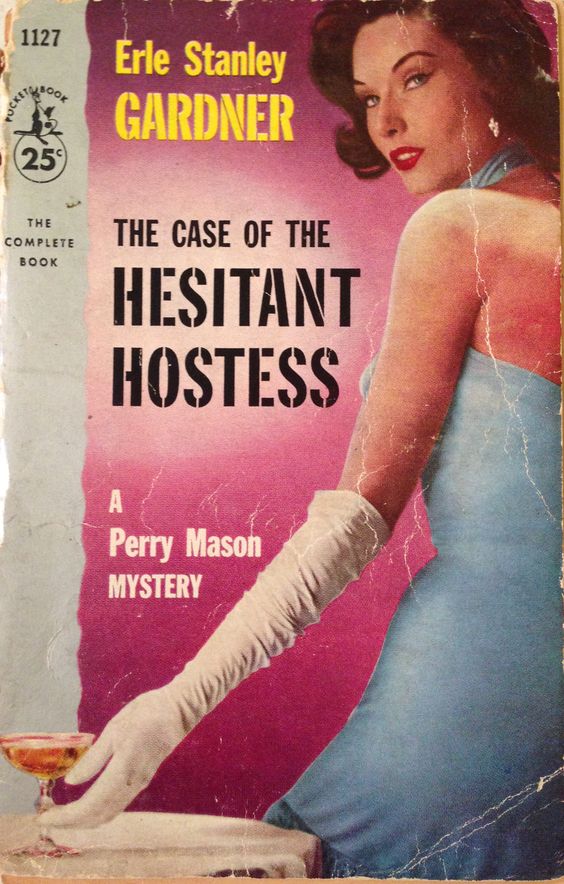 1127
POCKET BOOK
25¢
THE
COMPLETE
BOOK
Erle Stanley
GARDNER
THE CASE OF THE
HESITANT
HOSTESS
A
Perry Mason
MYSTERY